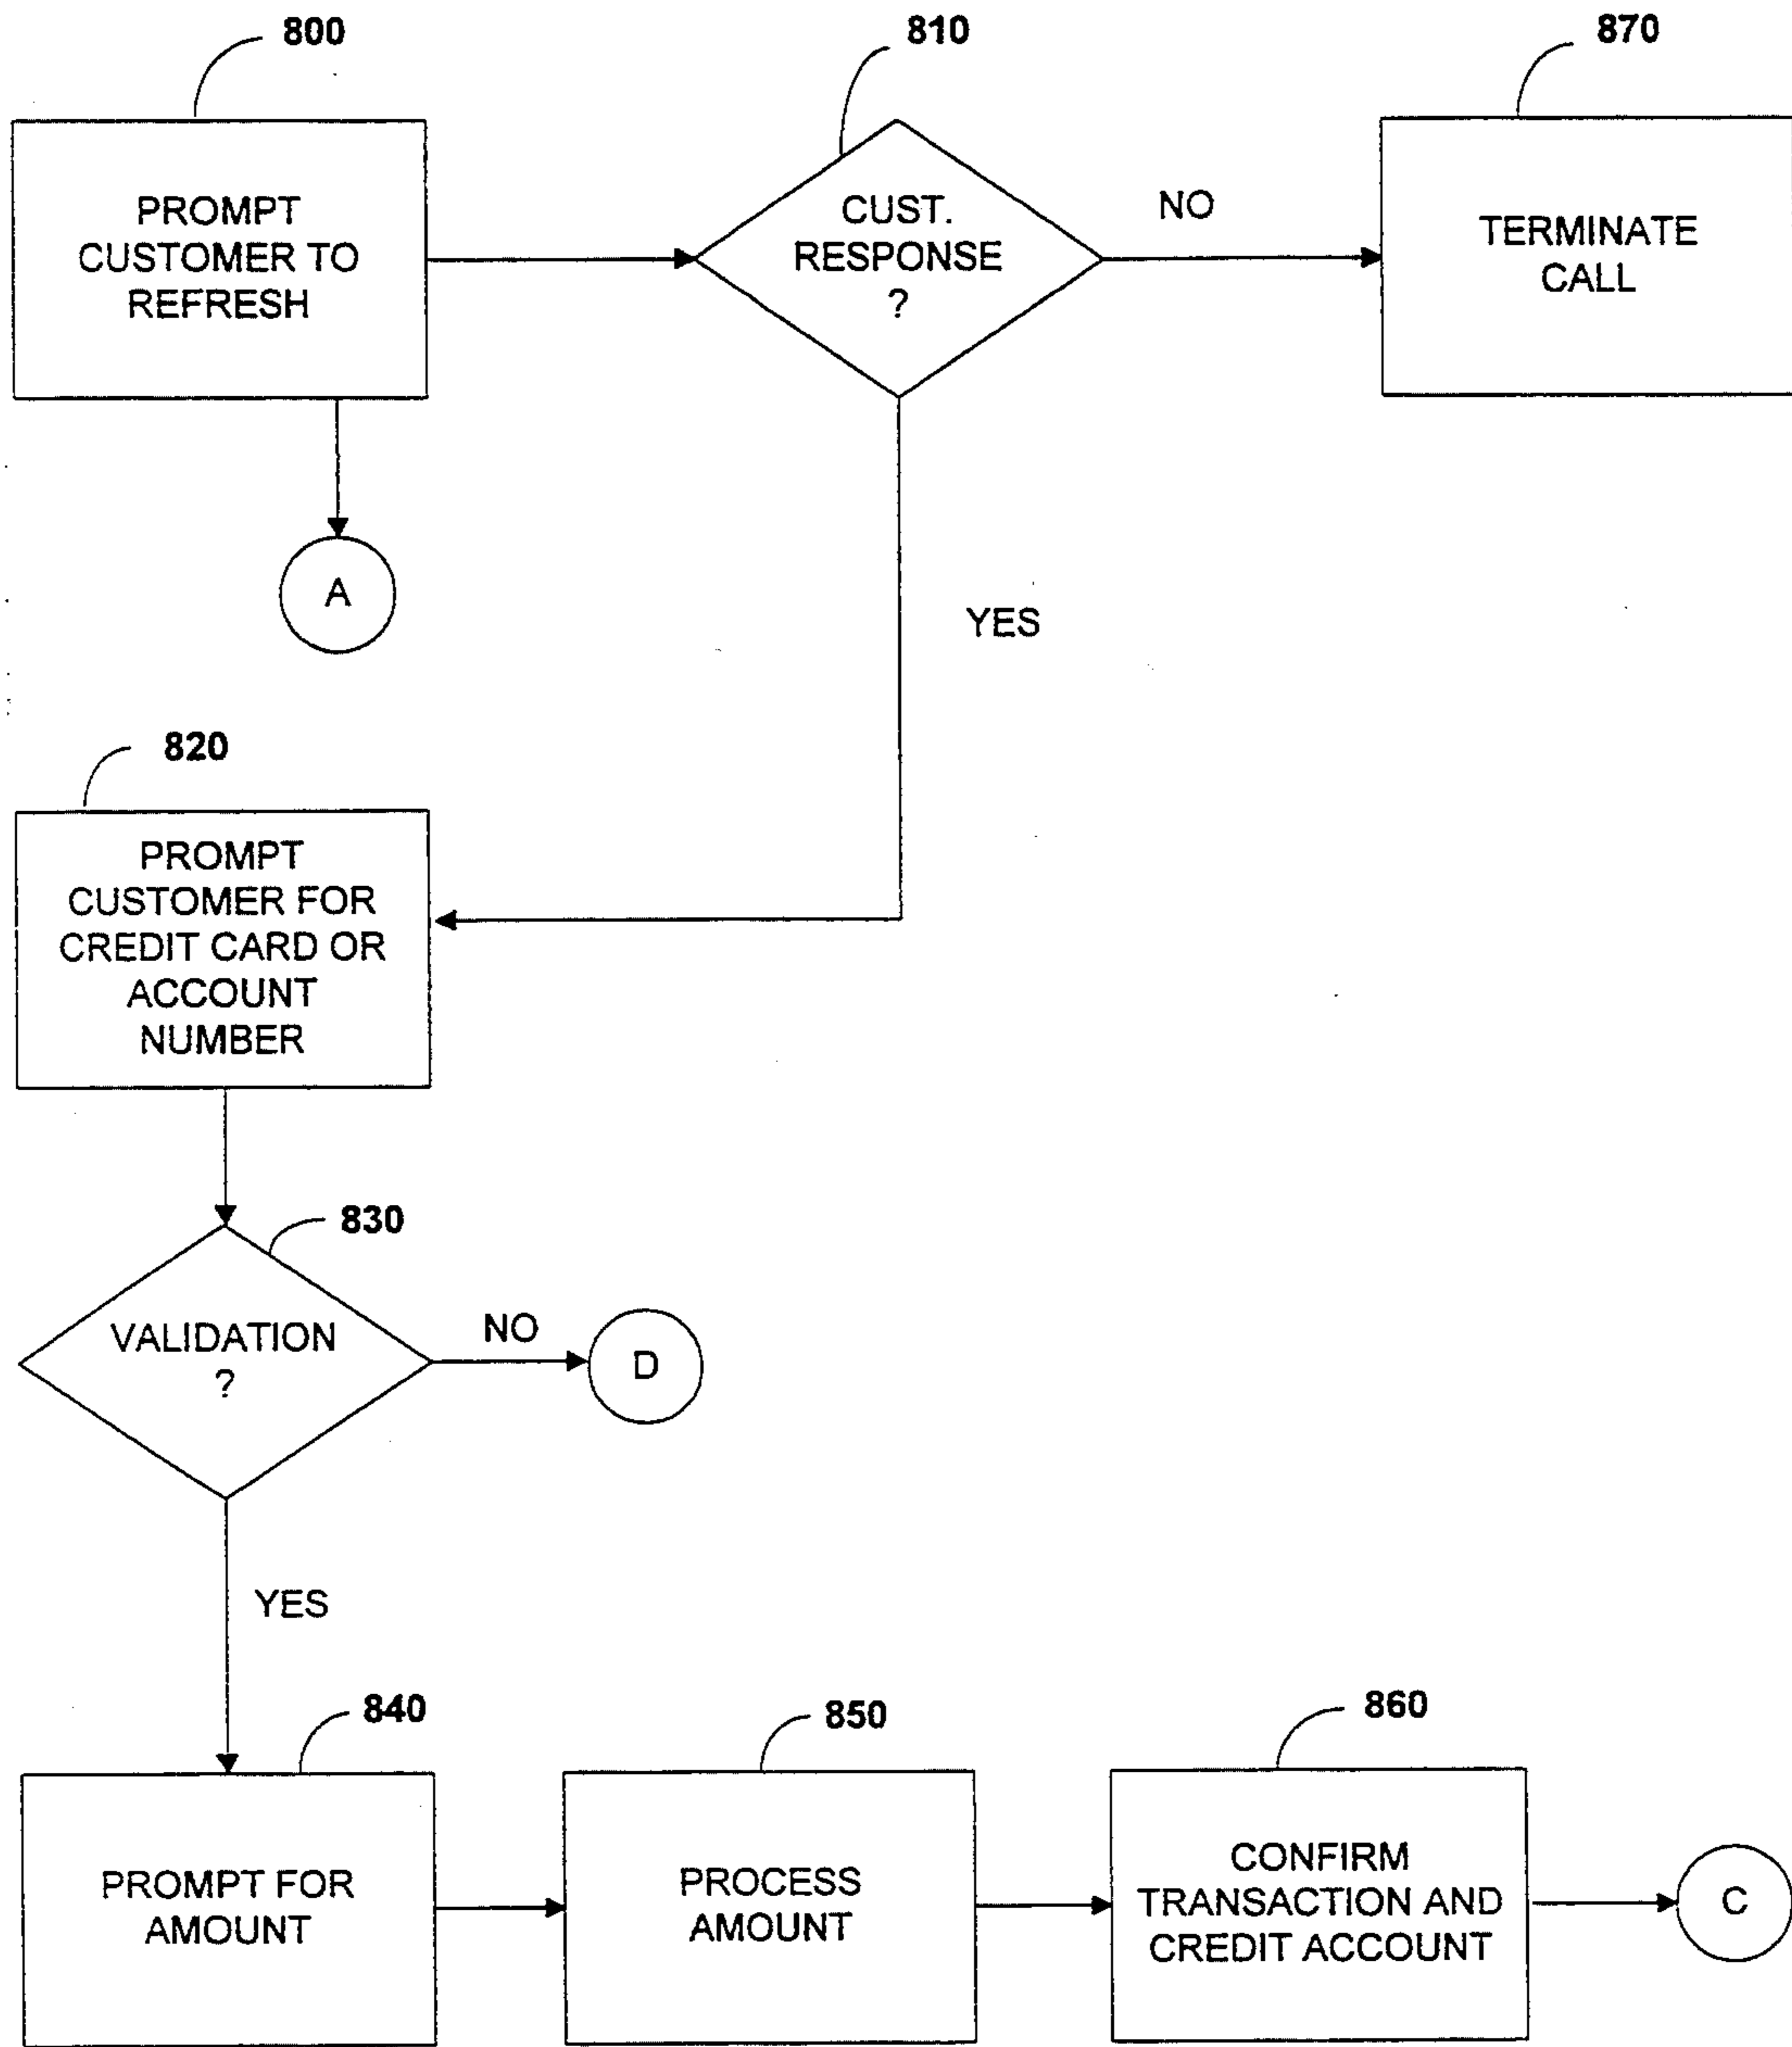 800
810
870
PROMPT
CUSTOMER TO
REFRESH
CUST.
RESPONSE
?
NO
TERMINATE
CALL
A
YES
820
PROMPT
CUSTOMER FOR
CREDIT CARD OR
ACCOUNT
NUMBER
830
VALIDATION
?
NO
D
YES
840
850
860
PROMPT FOR
AMOUNT
PROCESS
AMOUNT
CONFIRM
TRANSACTION AND
CREDIT ACCOUNT
C